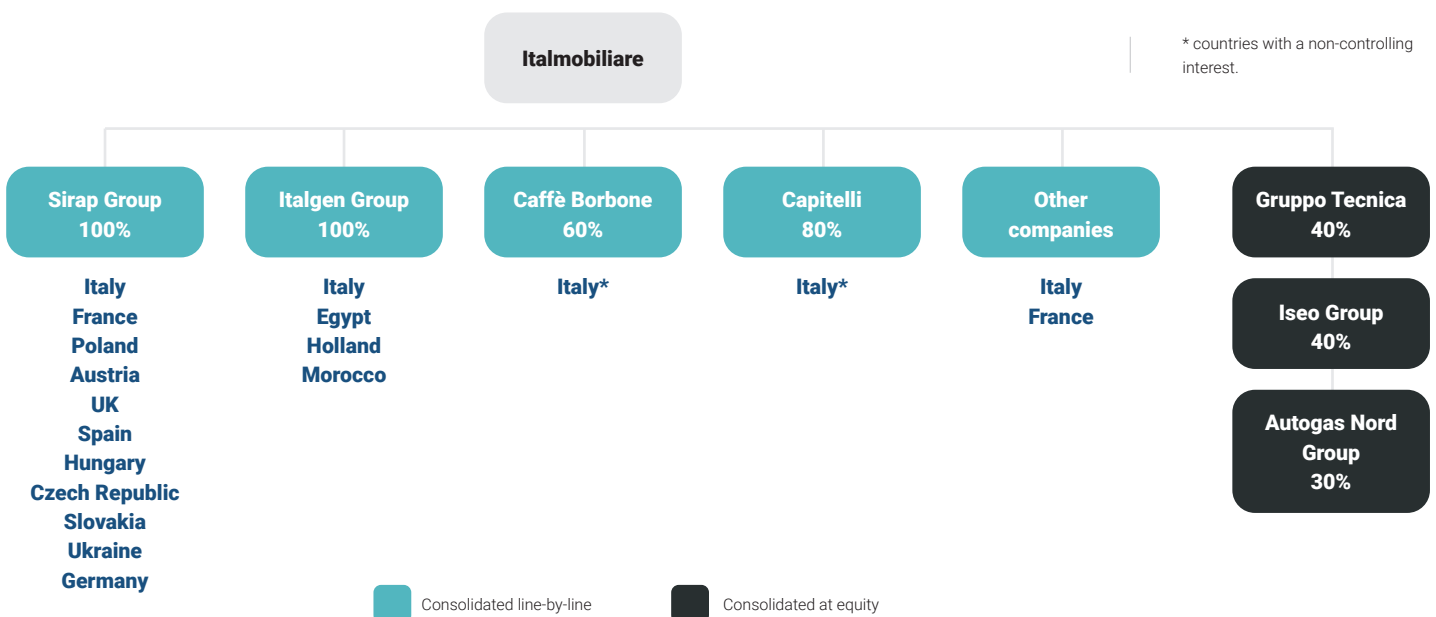 Italmobiliare
* countries with a non-controlling
interest.
Sirap Group
100%
Italy
France
Poland
Austria
UK
Spain
Hungary
Czech Republic
Slovakia
Ukraine
Germany
Italgen Group
100%
Italy
Egypt
Holland
Morocco
Caffè Borbone
60%
Italy*
Capitelli
80%
Italy*
Other
companies
Italy
France
Gruppo Tecnica
40%
Iseo Group
40%
Autogas Nord
Group
30%
Consolidated line-by-line
Consolidated at equity